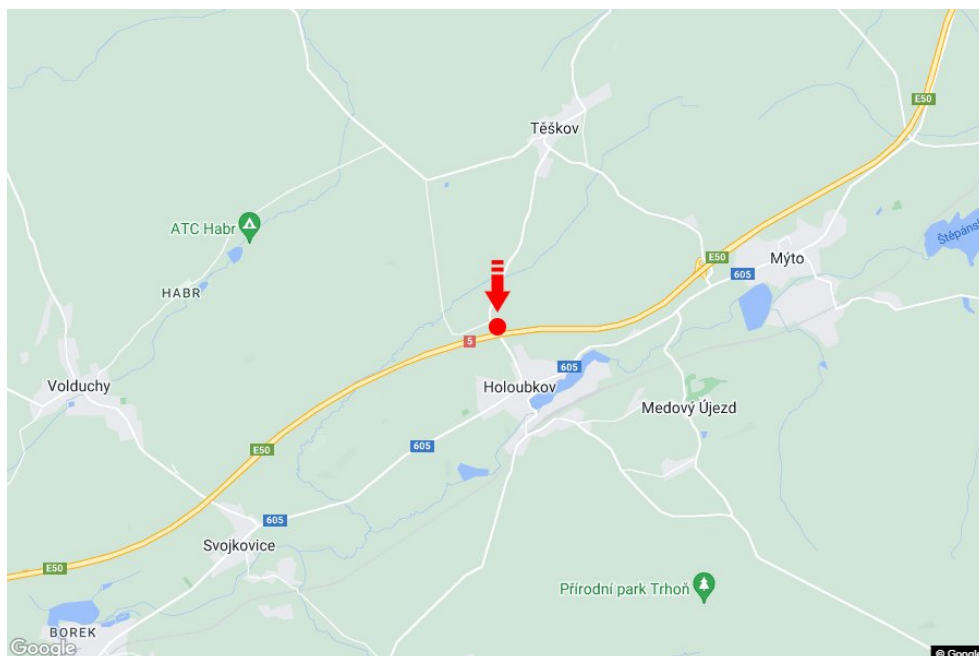 E50
Těškov
ATC Habr
Štěpáns
E50
Mýto
605
HABR
5
605
Volduchy
Holoubkov
Medový Újezd
605
E50
605
Svojkovice
E50
Přírodní park Trhoň
BOREK
Google
© Googl